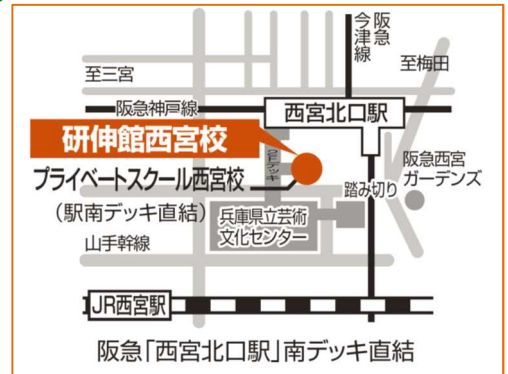 阪急
今津線
至三宮
至梅田
阪急神戸線
西宮北口駅
研伸館西宮校
2Fデッキ
プライベートスクール西宮校
(駅南デッキ直結)
阪急西宮
ガーデンズ
踏み切り
兵庫県立芸術
文化センター
山手幹線
JR西宮駅
阪急「西宮北口駅」南デッキ直結